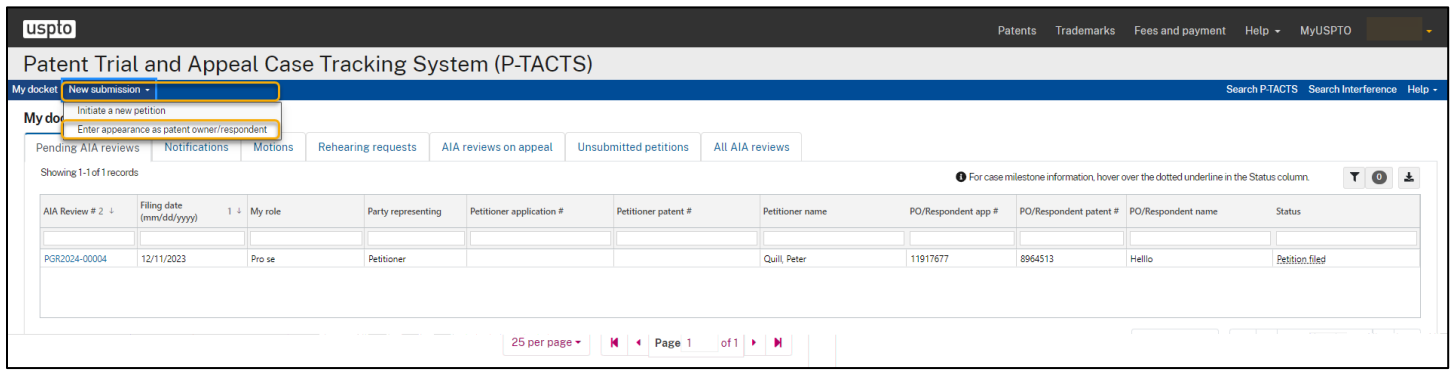 uspto
Patents Trademarks Fees and payment Help MyUSPTO
Patent Trial and Appeal Case Tracking System (P-TACTS)
My docket New submission Search P-TACTS Search Interference Help
Initiate a new petition
My do
Enter appearance as patent owner/respondent
Pending AIA reviews Notifications Motions Rehearing requests AIA reviews on appeal Unsubmitted petitions All AIA reviews
Showing 1-1 of 1 records For case milestone information, hover over the dotted underline in the Status column. 0
AIA Review # 2 ↓ Filing date (mm/dd/yyyy) 1 ↓ My role Party representing Petitioner application # Petitioner patent # Petitioner name PO/Respondent app # PO/Respondent patent # PO/Respondent name Status
PGR2024-00004 12/11/2023 Pro se Petitioner Quill, Peter 11917677 8964513 Helllo Petition filed
25 per page Page 1 of 1